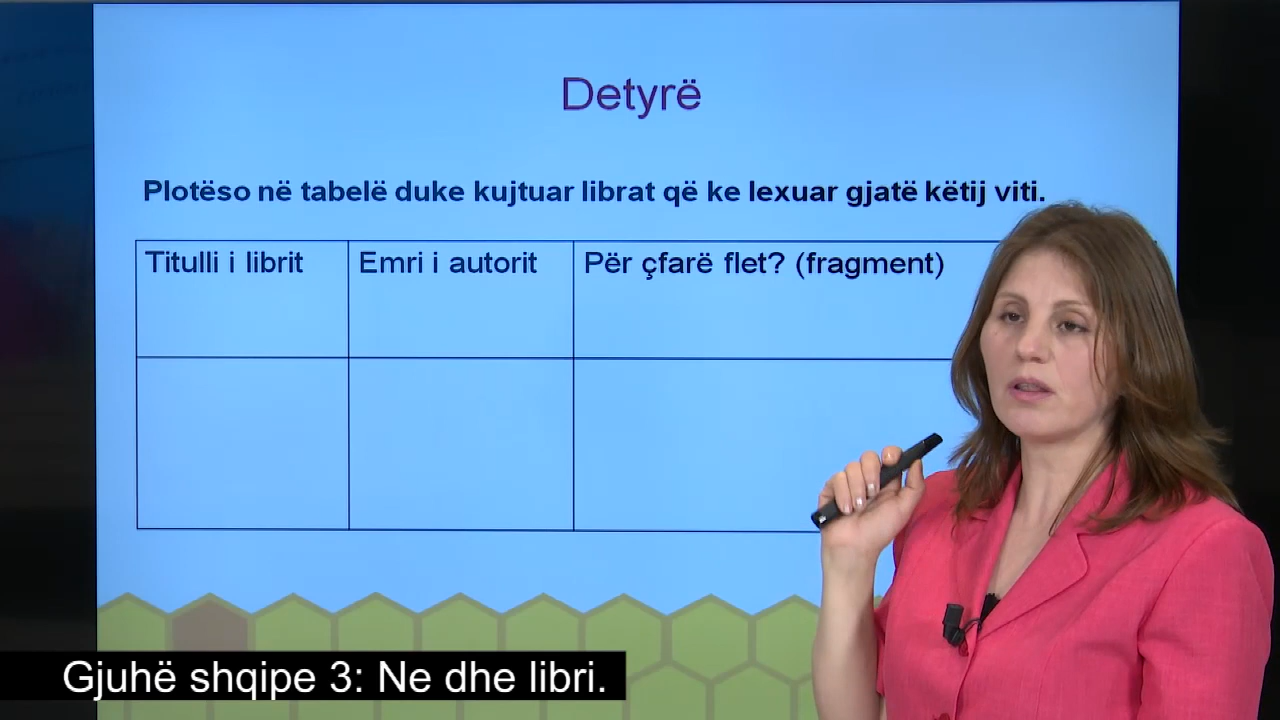 Detyrë
Plotëso në tabelë duke kujtuar librat që ke lexuar gjatë këtij viti.
Titulli i librit
Emri i autorit
Për çfarë flet? (fragment)
Gjuhë shqipe 3: Ne dhe libri.